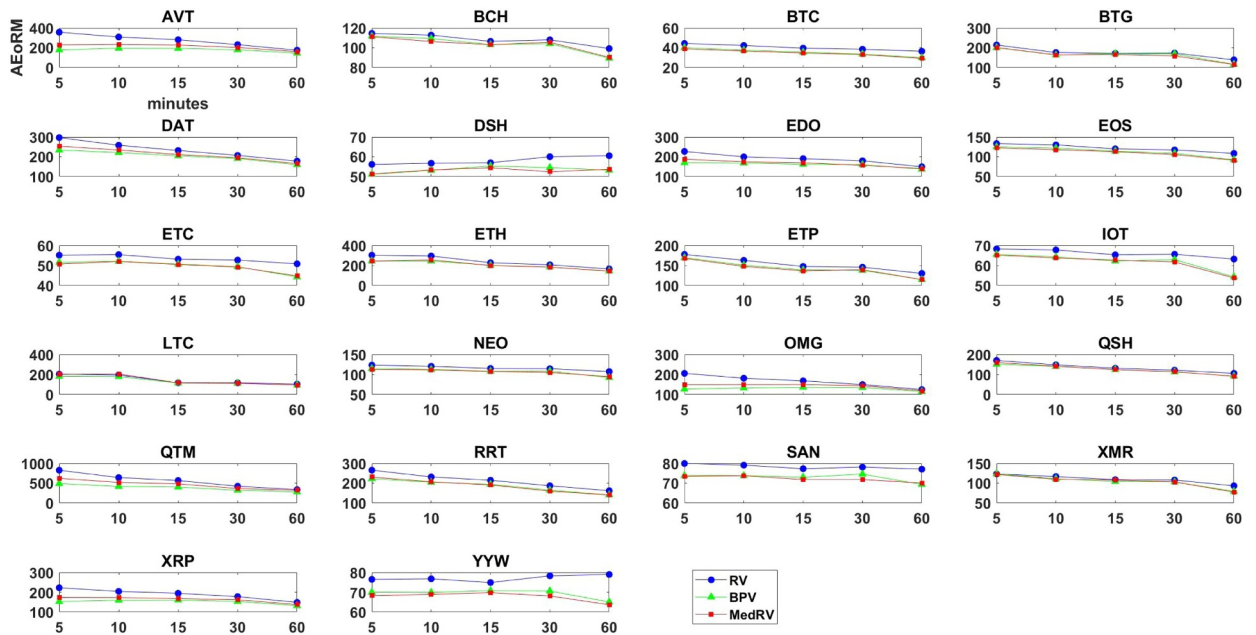 AVT BCH BTC BTG
AEoRM
400 120 60 300
200 100 40 200
0 80 20 100
5 10 15 30 60 5 10 15 30 60 5 10 15 30 60 5 10 15 30 60
minutes
DAT DSH EDO EOS
300 70 300 150
200 60 200 100
100 50 100 50
5 10 15 30 60 5 10 15 30 60 5 10 15 30 60 5 10 15 30 60
ETC ETH ETP IOT
60 400 200 70
50 200 150 60
40 0 100 50
5 10 15 30 60 5 10 15 30 60 5 10 15 30 60 5 10 15 30 60
LTC NEO OMG QSH
400 150 300 200
200 100 200 100
0 50 100 0
5 10 15 30 60 5 10 15 30 60 5 10 15 30 60 5 10 15 30 60
QTM RRT SAN XMR
1000 300 80 150
500 200 70 100
0 100 60 50
5 10 15 30 60 5 10 15 30 60 5 10 15 30 60 5 10 15 30 60
XRP YYW
300 80
200 70
100 60
5 10 15 30 60 5 10 15 30 60
RV
BPV
MedRV